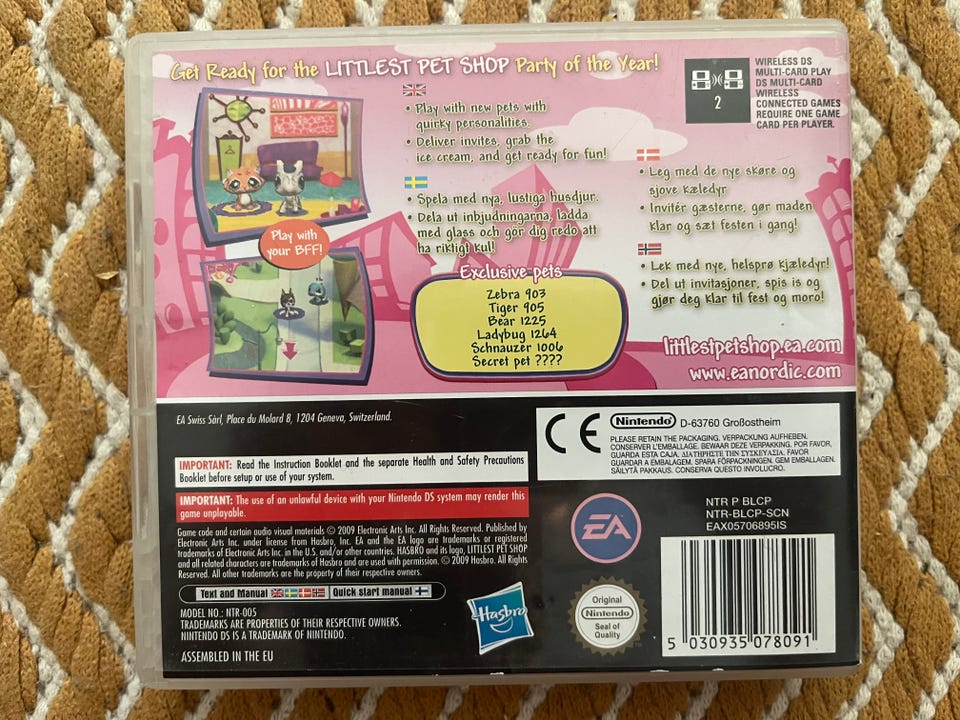 Get Ready for the LITTLEST PET SHOP Party of the Year!
WIRELESS DS
MULTI-CARD PLAY
DS MULTI-CARD
WIRELESS
CONNECTED GAMES
REQUIRE ONE GAME
CARD PER PLAYER.
2
• Play with new pets with
quirky personalities.
• Deliver invites, grab the
ice cream, and get ready for fun!
• Spela med nya, lustiga husdjur.
• Dela ut inbjudningarna, ladda
med glass och gör dig redo att
ha riktigt kul!
• Leg med de nye skøre og
sjove kæledyr.
• Invitér gæsterne, gør maden
klar og sæt festen i gang!
• Lek med nye, helsprø kjæledyr!
• Del ut invitasjoner, spis is og
gjør deg klar til fest og moro!
Play with
your BFF!
Exclusive pets
Zebra 903
Tiger 905
Bear 1225
Ladybug 1264
Schnauzer 1006
Secret pet ????
littlestpetshop.ea.com
www.eanordic.com
EA Swiss Sàrl, Place du Molard 8, 1204 Geneva, Switzerland.
CE
Nintendo D-63760 Großostheim
PLEASE RETAIN THE PACKAGING. VERPACKUNG AUFHEBEN.
CONSERVER L'EMBALLAGE. BEWAAR DEZE VERPAKKING. POR FAVOR,
GUARDA ESTA CAJA. ΔΙΑΤΗΡΗΣΤΕ ΤΗΝ ΣΥΣΚΕΥΑΣΙΑ. FAVOR
GUARDAR A EMBALAGEM. SPARA FÖRPACKNINGEN. GEM EMBALLAGEN.
SÄILYTÄ PAKKAUS. CONSERVA QUESTO INVOLUCRO.
IMPORTANT: Read the Instruction Booklet and the separate Health and Safety Precautions
Booklet before setup or use of your system.
IMPORTANT: The use of an unlawful device with your Nintendo DS system may render this
game unplayable.
Game code and certain audio visual materials © 2009 Electronic Arts Inc. All Rights Reserved. Published by
Electronic Arts Inc. under license from Hasbro, Inc. EA and the EA logo are trademarks or registered
trademarks of Electronic Arts Inc. in the U.S. and/or other countries. HASBRO and its logo, LITTLEST PET SHOP
and all related characters are trademarks of Hasbro and are used with permission. © 2009 Hasbro. All Rights
Reserved. All other trademarks are the property of their respective owners.
Text and Manual Quick start manual
MODEL NO : NTR-005
TRADEMARKS ARE PROPERTIES OF THEIR RESPECTIVE OWNERS.
NINTENDO DS IS A TRADEMARK OF NINTENDO.
ASSEMBLED IN THE EU
Hasbro
EA
Original
Nintendo
Seal of
Quality
NTR P BLCP
NTR-BLCP-SCN
EAX05706895IS
5 030935 078091